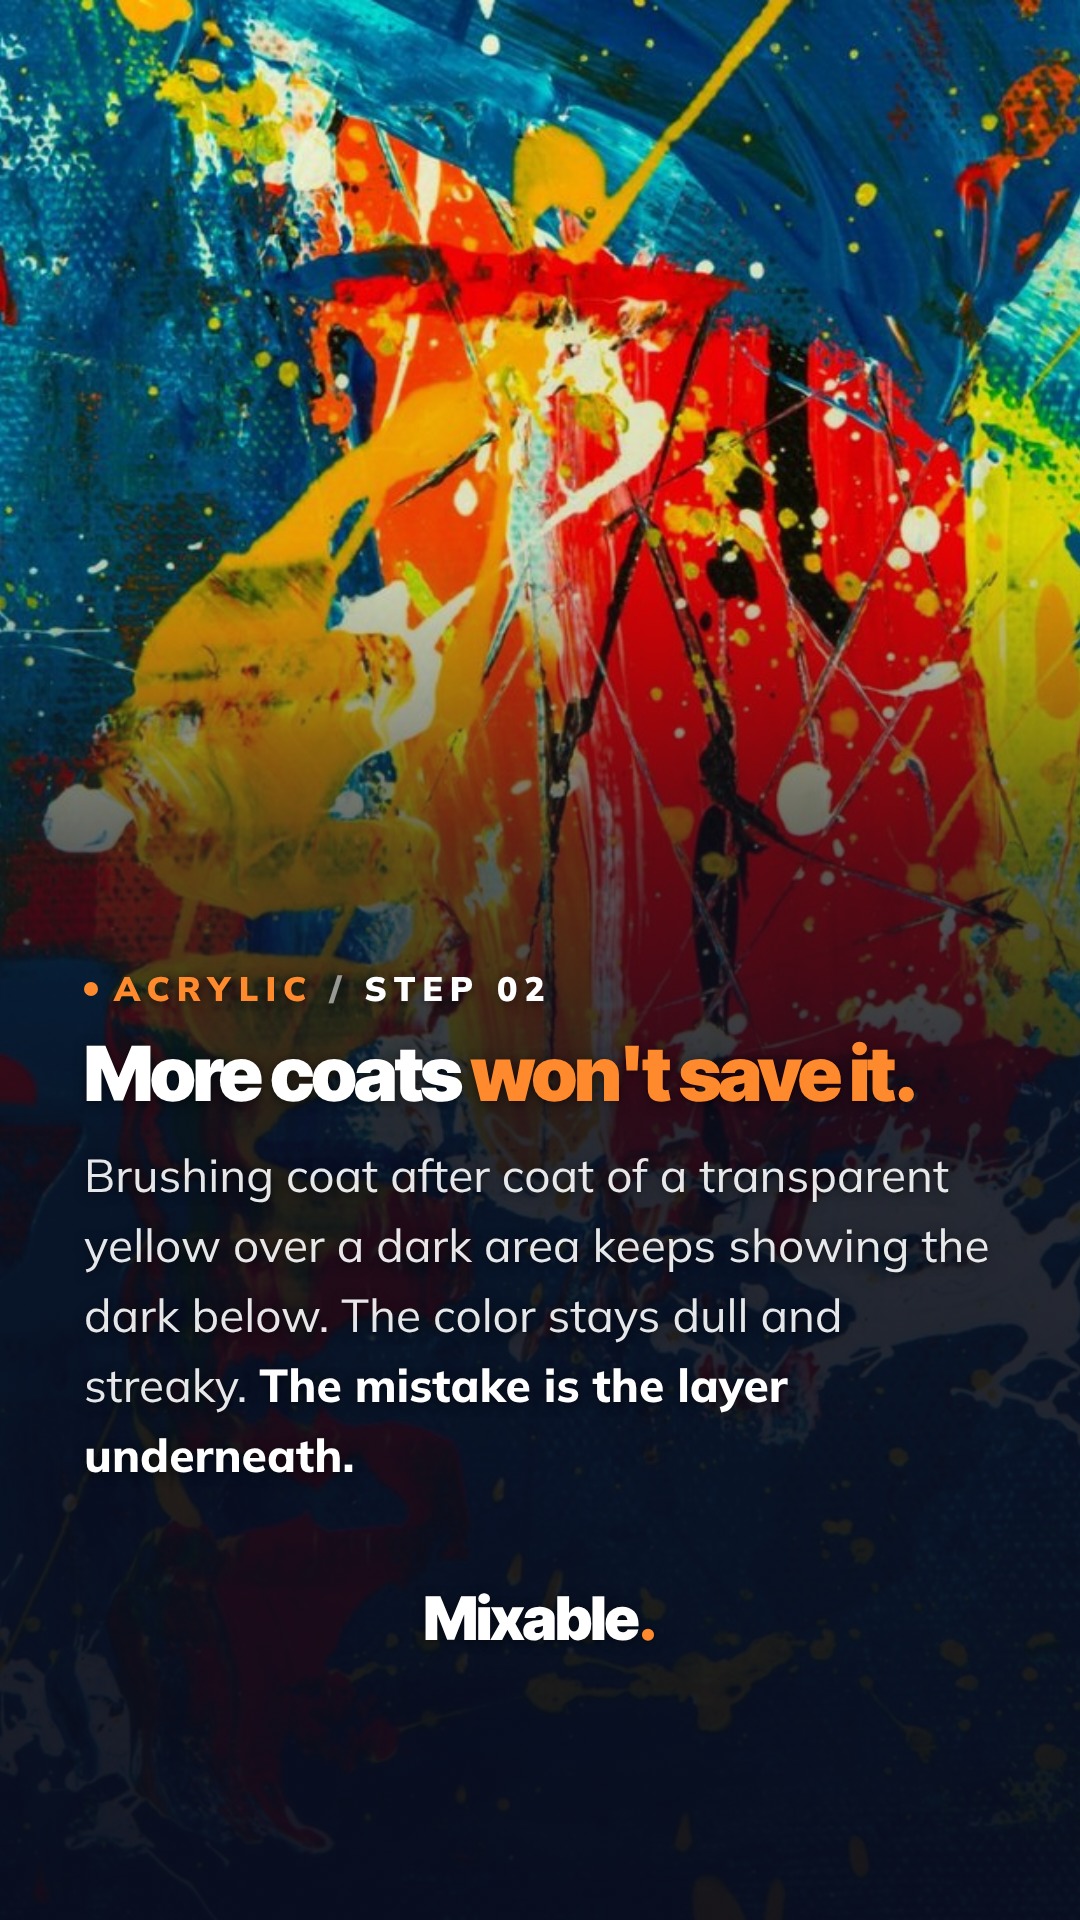 • ACRYLIC / STEP 02
More coats won't save it.
Brushing coat after coat of a transparent
yellow over a dark area keeps showing the
dark below. The color stays dull and
streaky. The mistake is the layer
underneath.
Mixable.